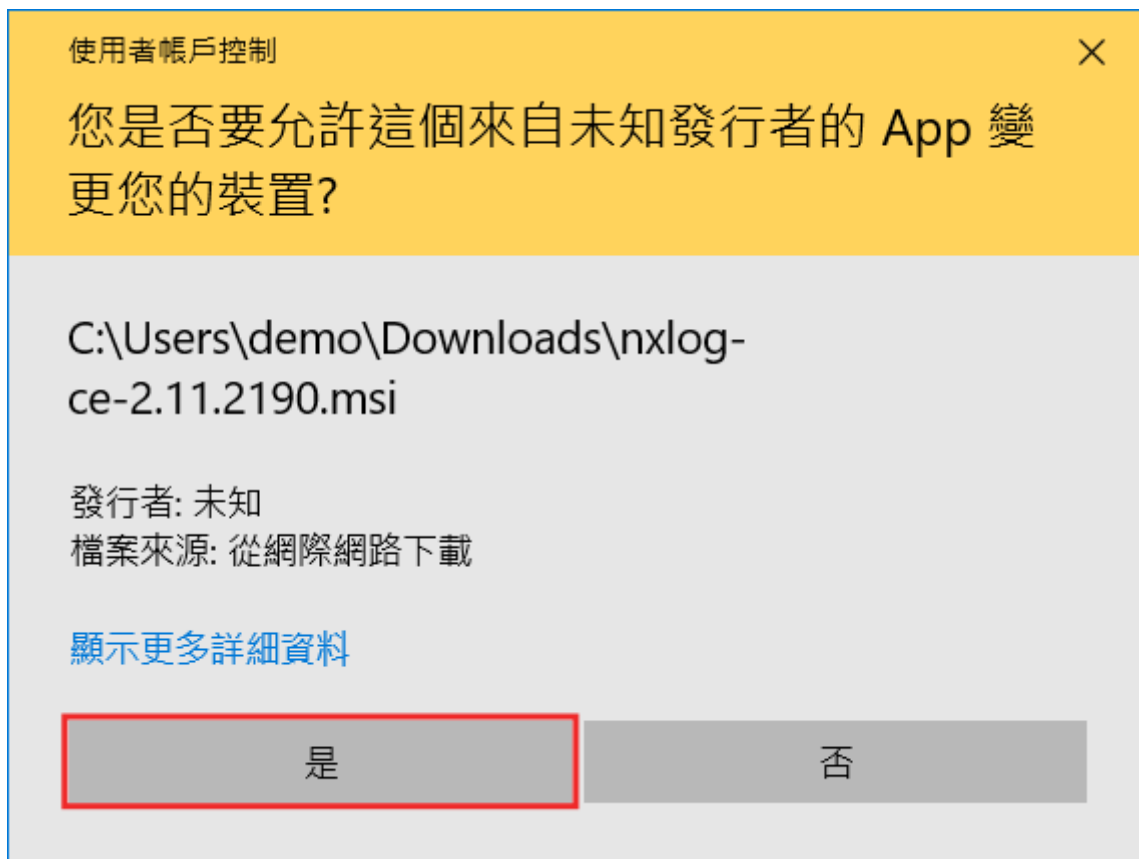 使用者帳戶控制
您是否要允許這個來自未知發行者的 App 變
更您的裝置?
C:\Users\demo\Downloads\nxlog-
ce-2.11.2190.msi
發行者: 未知
檔案來源: 從網際網路下載
顯示更多詳細資料
是
否